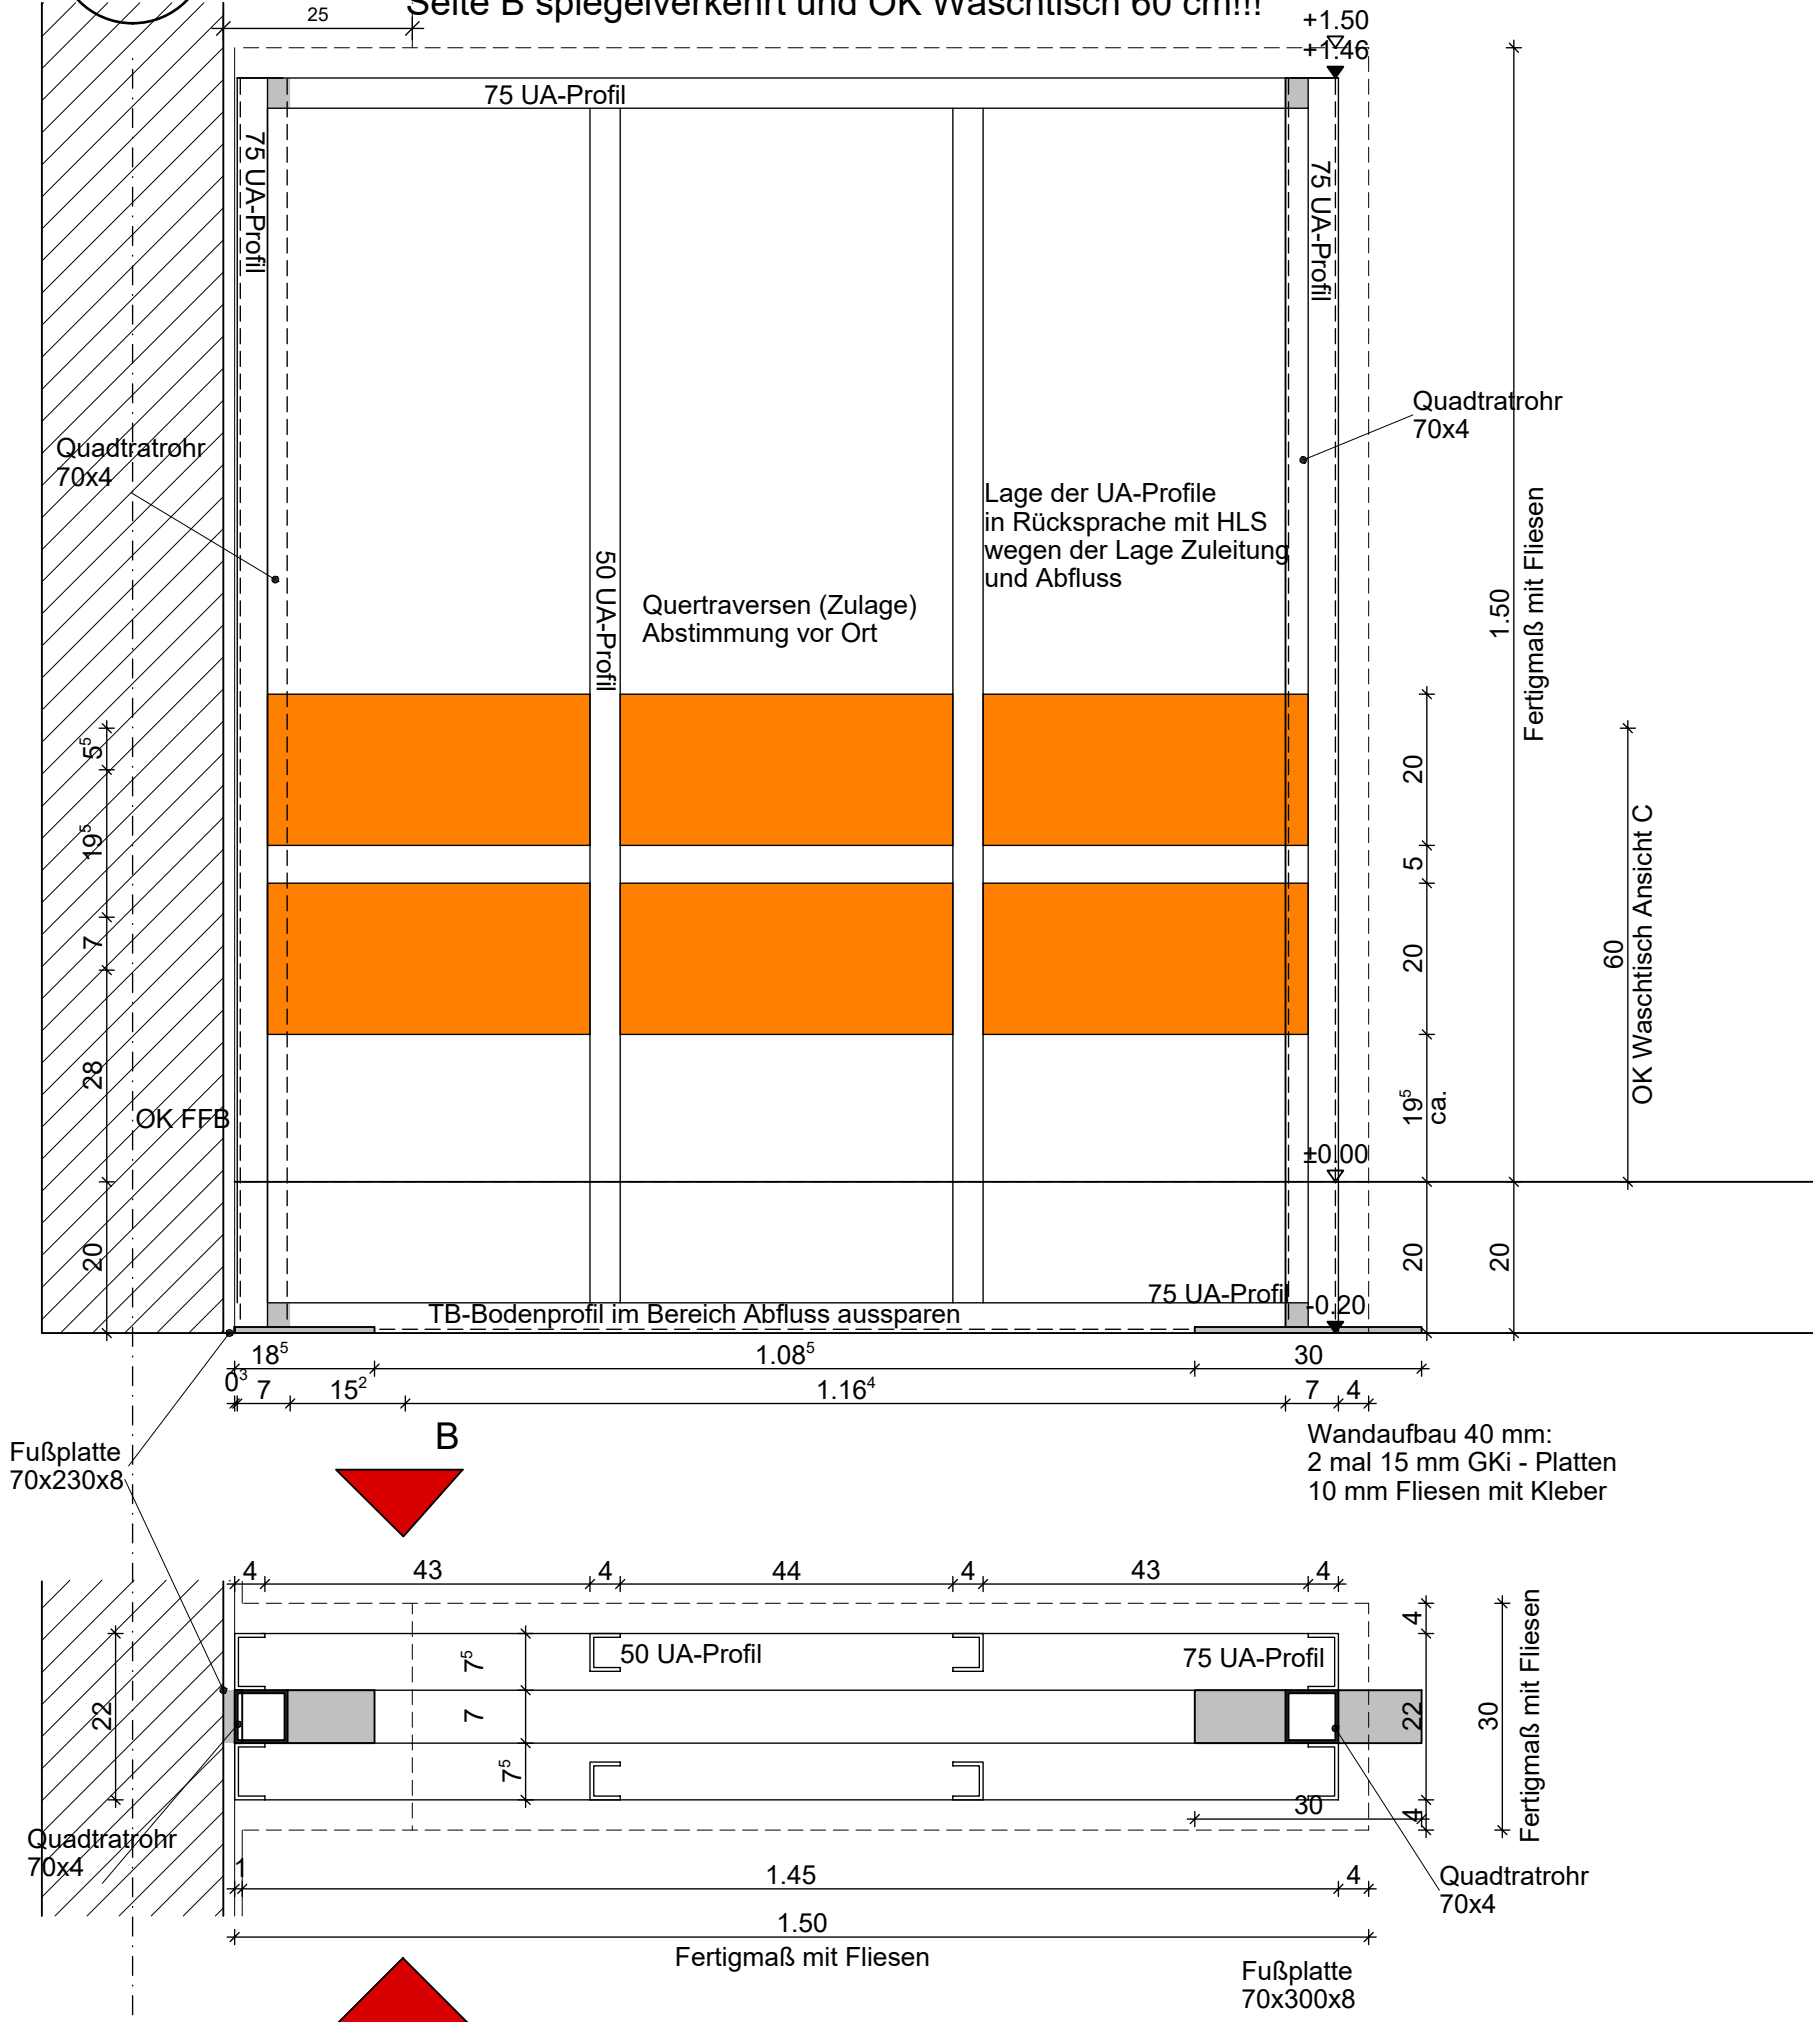 Seite B spiegelverkehrt und OK Waschtisch 60 cm!!!
25
+1.50
+1.46
75 UA-Profil
75 UA-Profil
75 UA-Profil
Quadtratrohr
70x4
Quadtratrohr
70x4
Lage der UA-Profile
in Rücksprache mit HLS
wegen der Lage Zuleitung
und Abfluss
50 UA-Profil
Quertraversen (Zulage)
Abstimmung vor Ort
1.50
Fertigmaß mit Fliesen
5⁵
19⁵
7
28
20
20
5
20
19⁵
ca.
20
20
60
OK Waschtisch Ansicht C
OK FFB
±0.00
75 UA-Profil
-0.20
TB-Bodenprofil im Bereich Abfluss aussparen
18⁵
1.08⁵
30
0³
7
15²
1.16⁴
7
4
B
Fußplatte
70x230x8
Wandaufbau 40 mm:
2 mal 15 mm GKi - Platten
10 mm Fliesen mit Kleber
4
43
4
44
4
43
4
50 UA-Profil
75 UA-Profil
22
7⁵
7
7⁵
4
22
4
30
Fertigmaß mit Fliesen
30
Quadtratrohr
70x4
1
1.45
4
Quadtratrohr
70x4
1.50
Fertigmaß mit Fliesen
Fußplatte
70x300x8